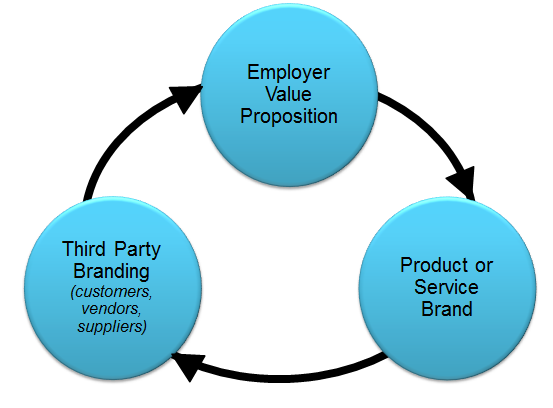 Employer
Value
Proposition
Third Party
Branding
(customers,
vendors,
suppliers)
Product or
Service
Brand